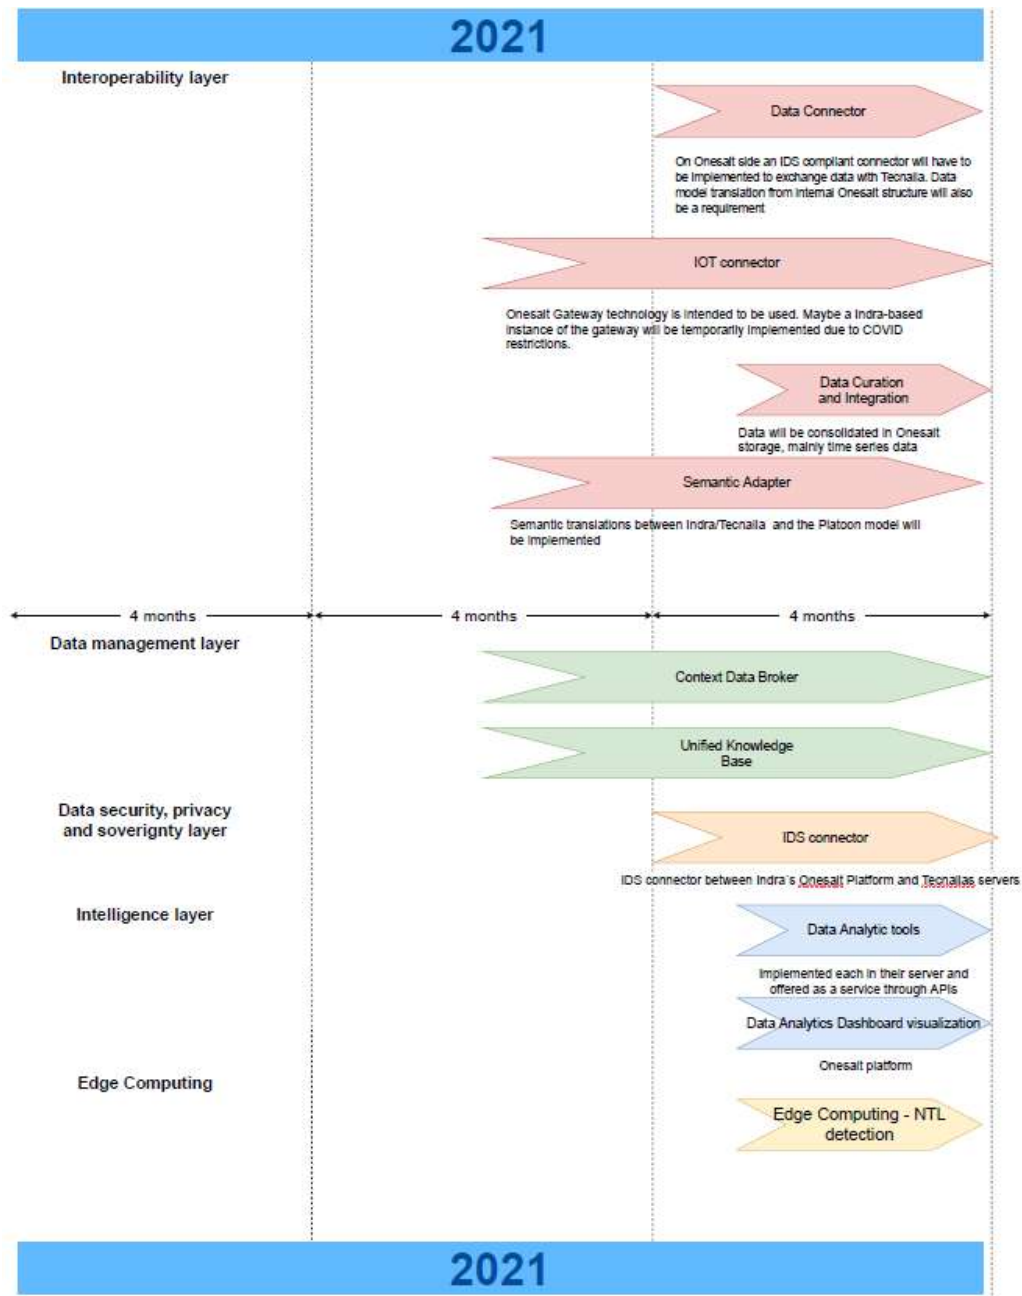 2021
Interoperability layer
Data Connector
On Onesait side an IDS compliant connector will have to
be implemented to exchange data with Tecnalia. Data
model translation from internal Onesait structure will also
be a requirement
IOT connector
Onesait Gateway technology is intended to be used. Maybe a Indra-based
instance of the gateway will be temporarily implemented due to COVID
restrictions.
Data Curation
and Integration
Data will be consolidated in Onesait
storage, mainly time series data
Semantic Adapter
Semantic translations between Indra/Tecnalia and the Platoon model will
be implemented
4 months
4 months
4 months
Data management layer
Context Data Broker
Unified Knowledge
Base
Data security, privacy
and soverignty layer
IDS connector
IDS connector between Indra´s Onesait Platform and Tecnalias servers
Intelligence layer
Data Analytic tools
Implemented each in their server and
offered as a service through APIs
Data Analytics Dashboard visualization
Onesait platform
Edge Computing
Edge Computing - NTL
detection
2021